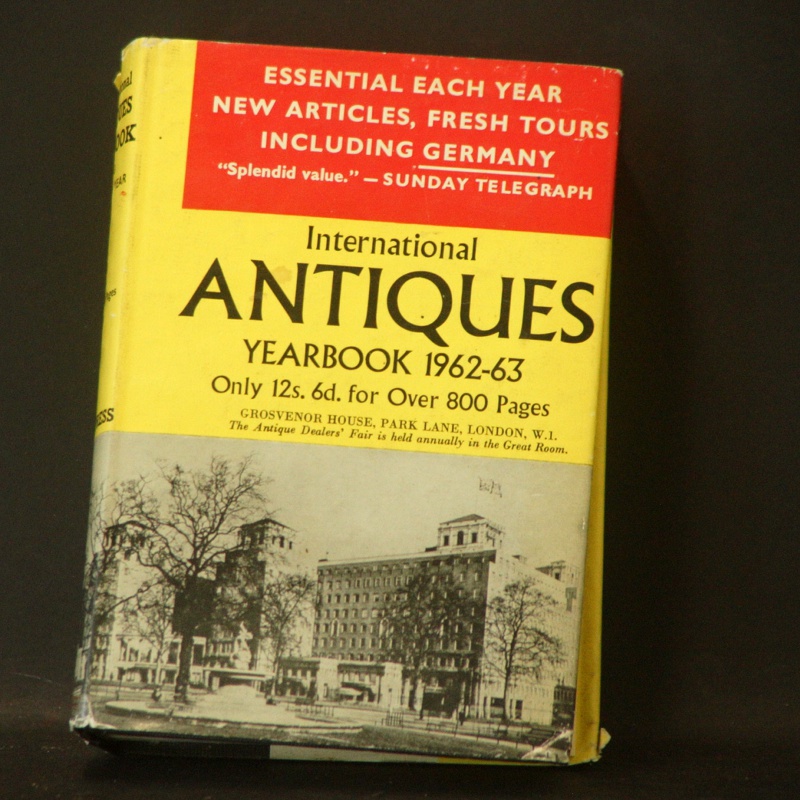 ESSENTIAL EACH YEAR
NEW ARTICLES, FRESH TOURS
INCLUDING GERMANY
“Splendid value.” — SUNDAY TELEGRAPH
International
ANTIQUES
YEARBOOK 1962-63
Only 12s. 6d. for Over 800 Pages
GROSVENOR HOUSE, PARK LANE, LONDON, W.1.
The Antique Dealers' Fair is held annually in the Great Room.